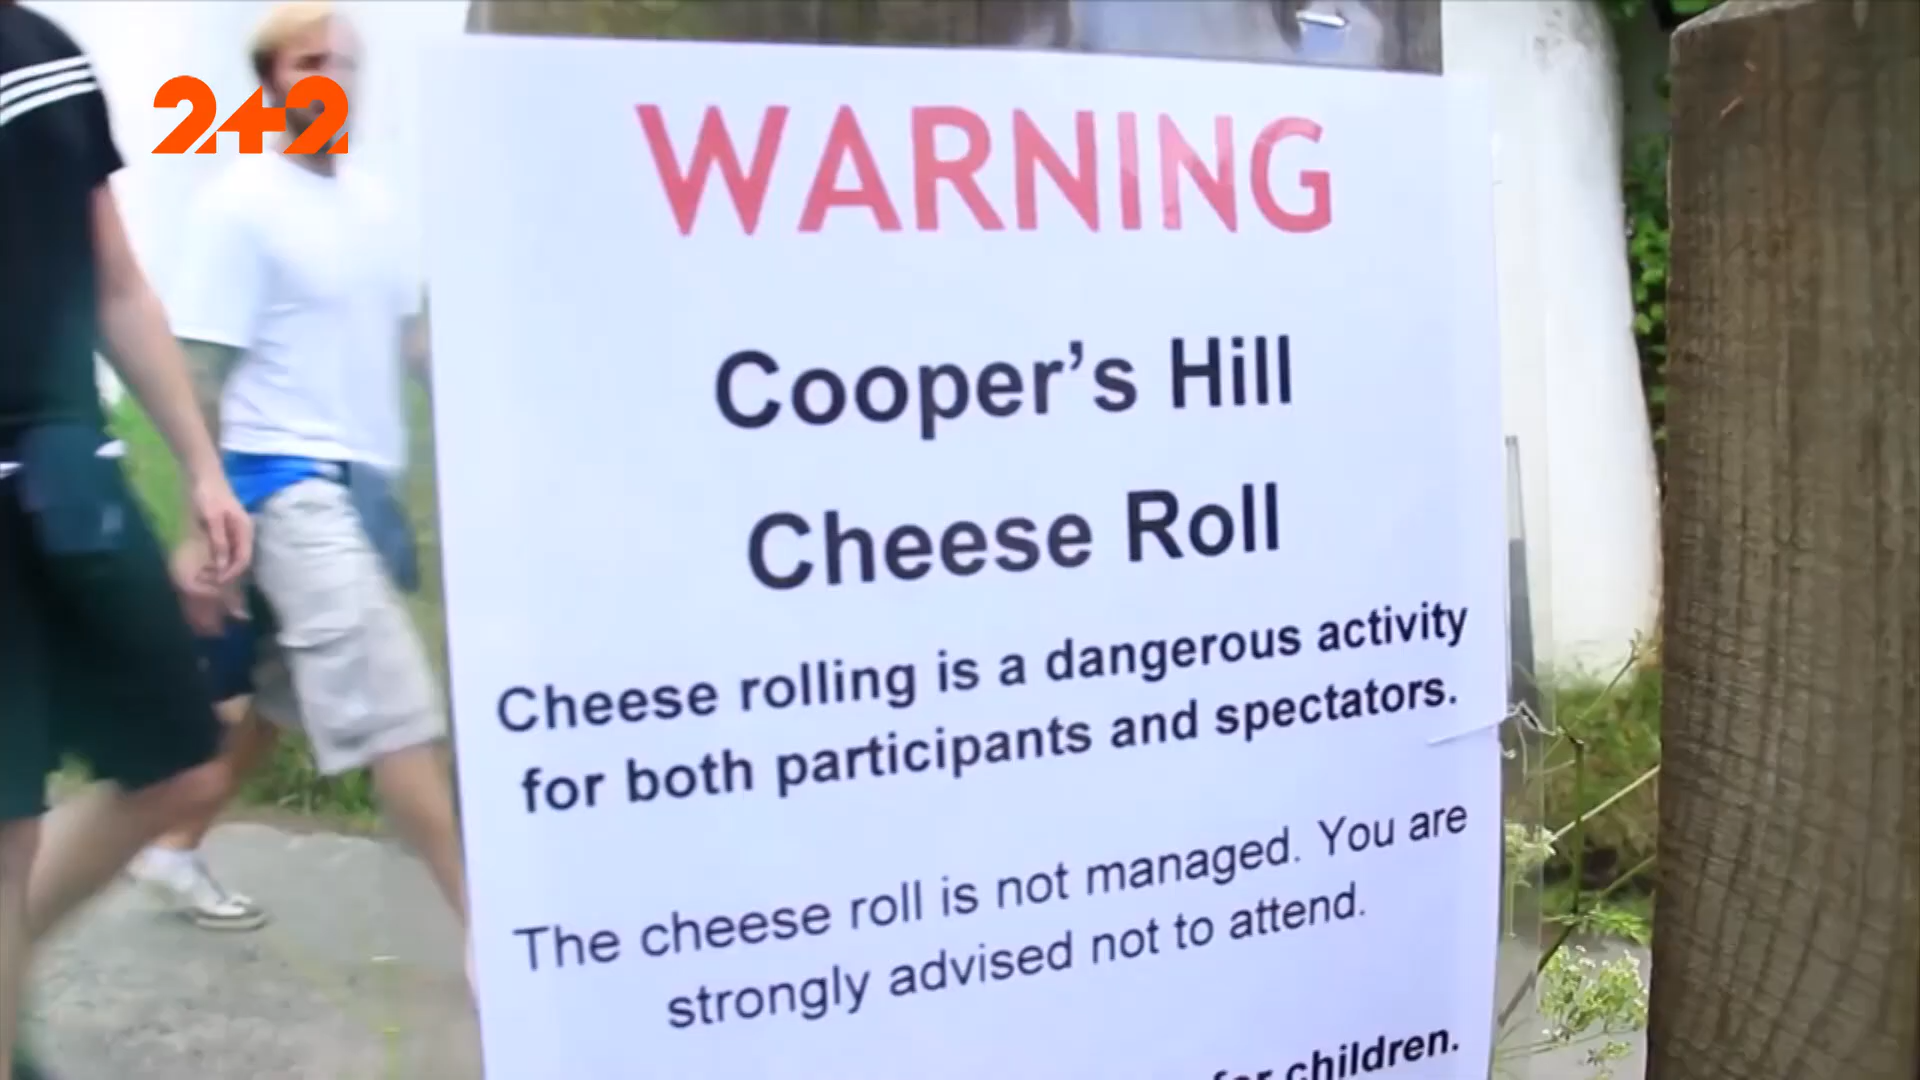 2+2
WARNING
Cooper's Hill
Cheese Roll
Cheese rolling is a dangerous activity
for both participants and spectators.
The cheese roll is not managed. You are
strongly advised not to attend.
for children.